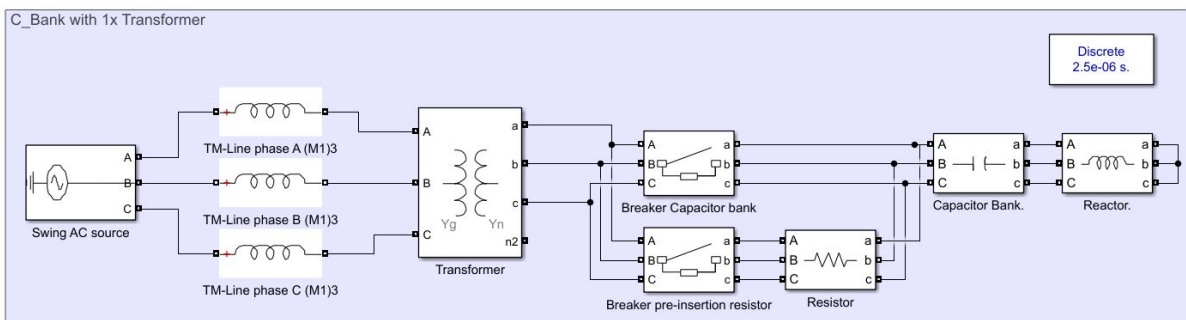 C_Bank with 1x Transformer
Discrete
2.5e-06 s.
TM-Line phase A (M1)3
TM-Line phase B (M1)3
TM-Line phase C (M1)3
A
B
C
Swing AC source
A
B
C
a
b
c
n2
Yg Yn
Transformer
A a
B b
C c
Breaker Capacitor bank
A a
B b
C c
Breaker pre-insertion resistor
A a
B b
C c
Resistor
A a
B b
C c
Capacitor Bank.
A a
B b
C c
Reactor.